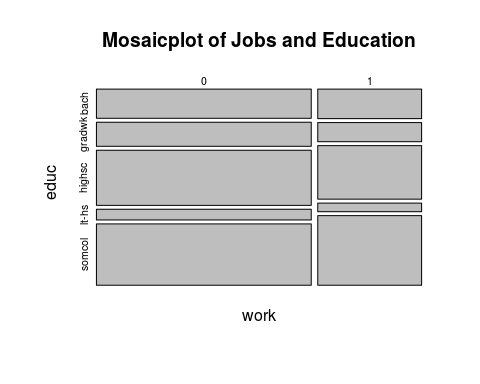 Mosaicplot of Jobs and Education
0 1
bach
gradwk
highsc
lt-hs
somcol
educ
work